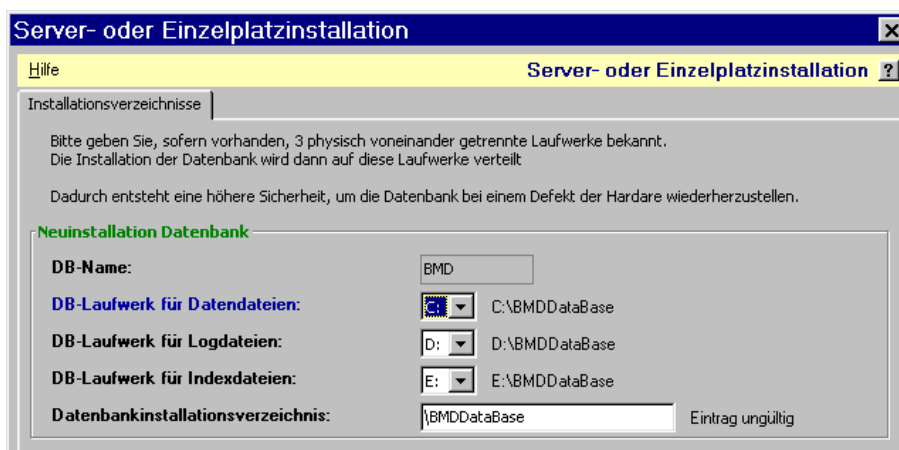 Server- oder Einzelplatzinstallation
Hilfe
Server- oder Einzelplatzinstallation ?
Installationsverzeichnisse
Bitte geben Sie, sofern vorhanden, 3 physisch voneinander getrennte Laufwerke bekannt.
Die Installation der Datenbank wird dann auf diese Laufwerke verteilt
Dadurch entsteht eine höhere Sicherheit, um die Datenbank bei einem Defekt der Hardare wiederherzustellen.
Neuinstallation Datenbank
DB-Name: BMD
DB-Laufwerk für Datendateien: C: C:\BMDDataBase
DB-Laufwerk für Logdateien: D: D:\BMDDataBase
DB-Laufwerk für Indexdateien: E: E:\BMDDataBase
Datenbankinstallationsverzeichnis: \BMDDataBase Eintrag ungültig